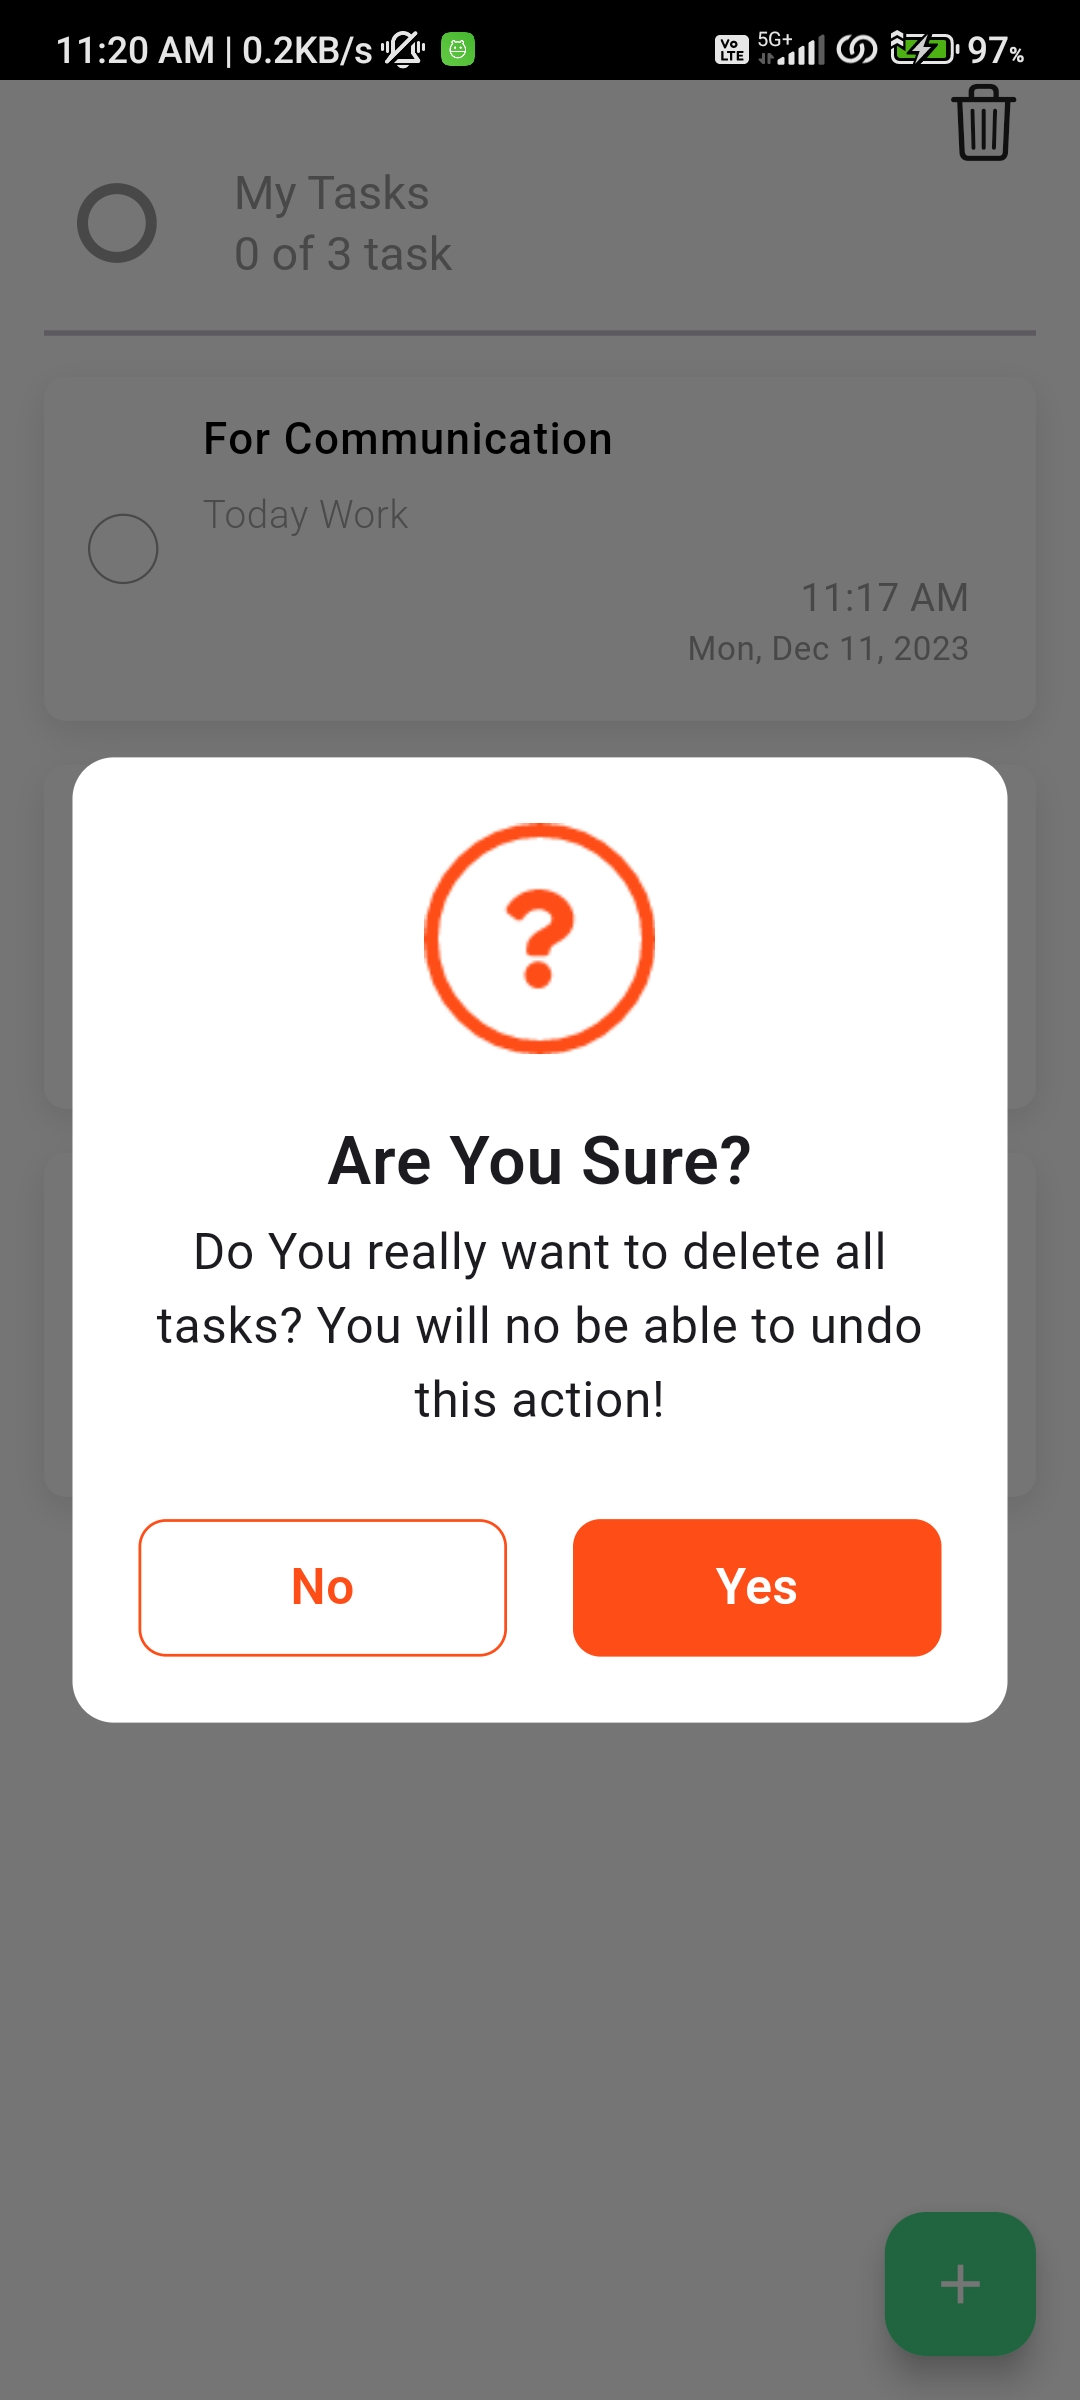 11:20 AM | 0.2KB/s Vo LTE 5G+ 97%
My Tasks
0 of 3 task
For Communication
Today Work
11:17 AM
Mon, Dec 11, 2023
?
Are You Sure?
Do You really want to delete all
tasks? You will no be able to undo
this action!
No Yes
+